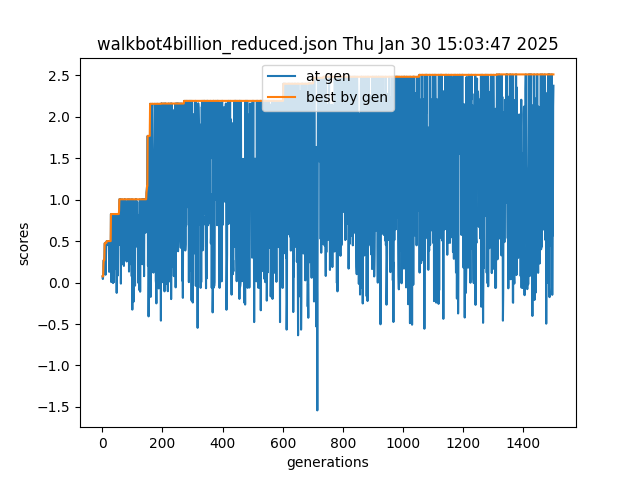 walkbot4billion_reduced.json Thu Jan 30 15:03:47 2025
at gen
best by gen
scores
2.5
2.0
1.5
1.0
0.5
0.0
−0.5
−1.0
−1.5
0 200 400 600 800 1000 1200 1400
generations